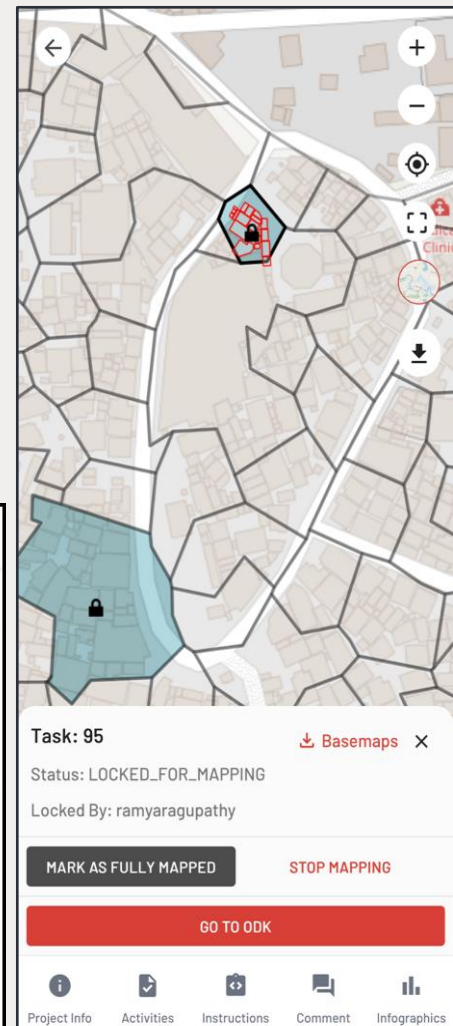 +
−
Clinic
Task: 95
Basemaps
Status: LOCKED_FOR_MAPPING
Locked By: ramyaragupathy
MARK AS FULLY MAPPED
STOP MAPPING
GO TO ODK
Project Info
Activities
Instructions
Comment
Infographics